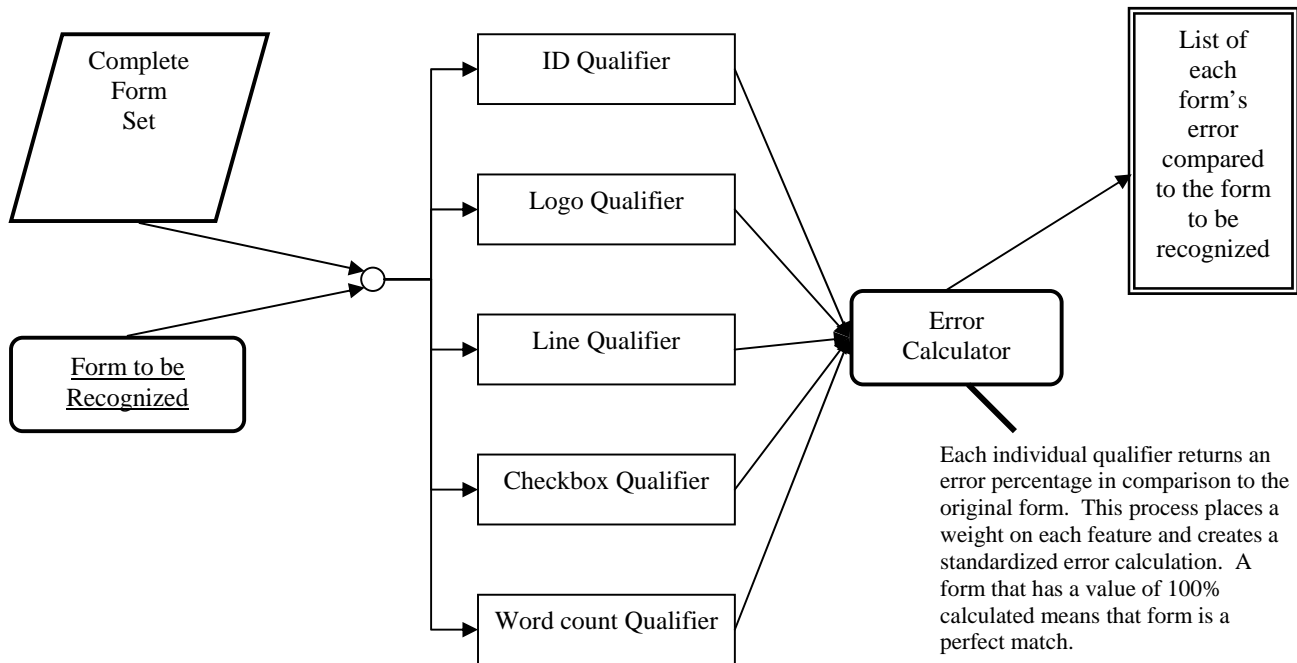 Complete
Form
Set
Form to be
Recognized
ID Qualifier
Logo Qualifier
Line Qualifier
Checkbox Qualifier
Word count Qualifier
Error
Calculator
List of
each
form’s
error
compared
to the form
to be
recognized
Each individual qualifier returns an
error percentage in comparison to the
original form.  This process places a
weight on each feature and creates a
standardized error calculation.  A
form that has a value of 100%
calculated means that form is a
perfect match.